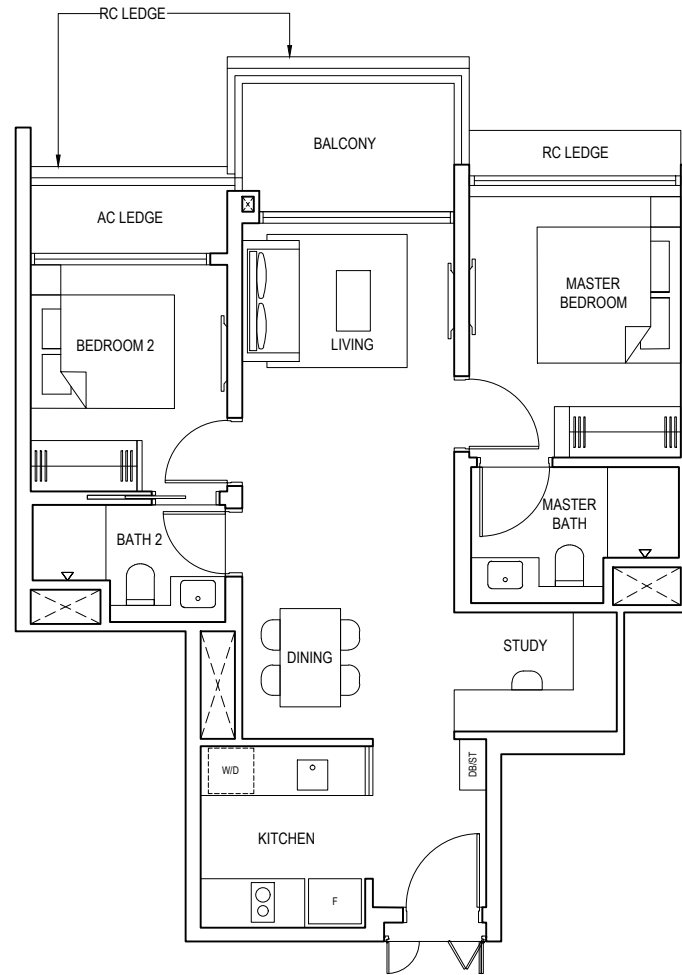 RC LEDGE
BALCONY
RC LEDGE
AC LEDGE
MASTER
BEDROOM
BEDROOM 2
LIVING
MASTER
BATH
BATH 2
STUDY
DINING
W/D
DB/ST
KITCHEN
F